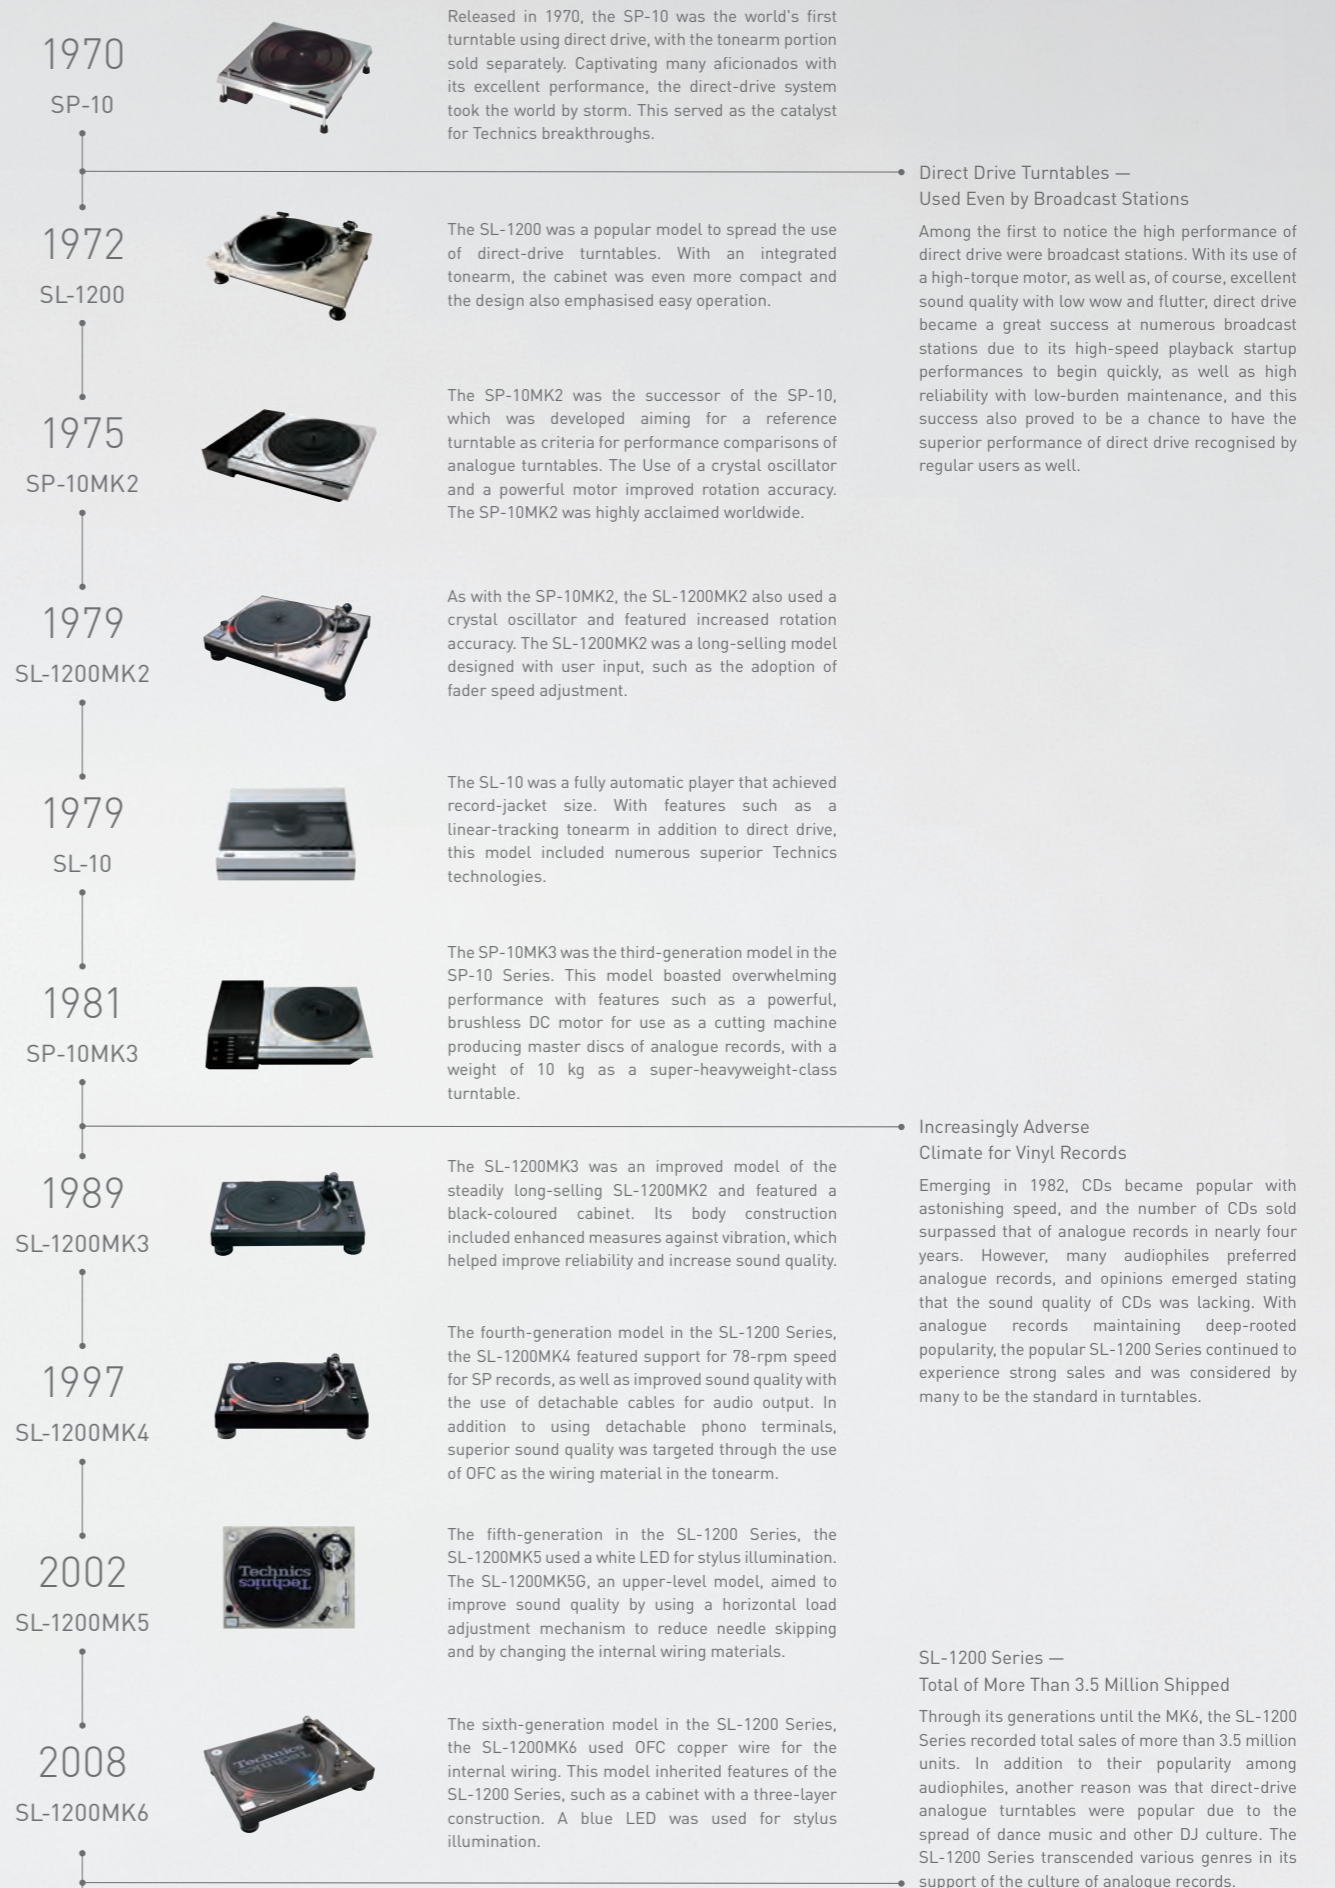 1970
SP-10
Released in 1970, the SP-10 was the world's first
turntable using direct drive, with the tonearm portion
sold separately. Captivating many aficionados with
its excellent performance, the direct-drive system
took the world by storm. This served as the catalyst
for Technics breakthroughs.
Direct Drive Turntables —
Used Even by Broadcast Stations
Among the first to notice the high performance of
direct drive were broadcast stations. With its use of
a high-torque motor, as well as, of course, excellent
sound quality with low wow and flutter, direct drive
became a great success at numerous broadcast
stations due to its high-speed playback startup
performances to begin quickly, as well as high
reliability with low-burden maintenance, and this
success also proved to be a chance to have the
superior performance of direct drive recognised by
regular users as well.
1972
SL-1200
The SL-1200 was a popular model to spread the use
of direct-drive turntables. With an integrated
tonearm, the cabinet was even more compact and
the design also emphasised easy operation.
1975
SP-10MK2
The SP-10MK2 was the successor of the SP-10,
which was developed aiming for a reference
turntable as criteria for performance comparisons of
analogue turntables. The Use of a crystal oscillator
and a powerful motor improved rotation accuracy.
The SP-10MK2 was highly acclaimed worldwide.
1979
SL-1200MK2
As with the SP-10MK2, the SL-1200MK2 also used a
crystal oscillator and featured increased rotation
accuracy. The SL-1200MK2 was a long-selling model
designed with user input, such as the adoption of
fader speed adjustment.
1979
SL-10
The SL-10 was a fully automatic player that achieved
record-jacket size. With features such as a
linear-tracking tonearm in addition to direct drive,
this model included numerous superior Technics
technologies.
1981
SP-10MK3
The SP-10MK3 was the third-generation model in the
SP-10 Series. This model boasted overwhelming
performance with features such as a powerful,
brushless DC motor for use as a cutting machine
producing master discs of analogue records, with a
weight of 10 kg as a super-heavyweight-class
turntable.
Increasingly Adverse
Climate for Vinyl Records
Emerging in 1982, CDs became popular with
astonishing speed, and the number of CDs sold
surpassed that of analogue records in nearly four
years. However, many audiophiles preferred
analogue records, and opinions emerged stating
that the sound quality of CDs was lacking. With
analogue records maintaining deep-rooted
popularity, the popular SL-1200 Series continued to
experience strong sales and was considered by
many to be the standard in turntables.
1989
SL-1200MK3
The SL-1200MK3 was an improved model of the
steadily long-selling SL-1200MK2 and featured a
black-coloured cabinet. Its body construction
included enhanced measures against vibration, which
helped improve reliability and increase sound quality.
1997
SL-1200MK4
The fourth-generation model in the SL-1200 Series,
the SL-1200MK4 featured support for 78-rpm speed
for SP records, as well as improved sound quality with
the use of detachable cables for audio output. In
addition to using detachable phono terminals,
superior sound quality was targeted through the use
of OFC as the wiring material in the tonearm.
2002
SL-1200MK5
Technics
Technics
The fifth-generation in the SL-1200 Series, the
SL-1200MK5 used a white LED for stylus illumination.
The SL-1200MK5G, an upper-level model, aimed to
improve sound quality by using a horizontal load
adjustment mechanism to reduce needle skipping
and by changing the internal wiring materials.
2008
SL-1200MK6
Technics
Technics
The sixth-generation model in the SL-1200 Series,
the SL-1200MK6 used OFC copper wire for the
internal wiring. This model inherited features of the
SL-1200 Series, such as a cabinet with a three-layer
construction. A blue LED was used for stylus
illumination.
SL-1200 Series —
Total of More Than 3.5 Million Shipped
Through its generations until the MK6, the SL-1200
Series recorded total sales of more than 3.5 million
units. In addition to their popularity among
audiophiles, another reason was that direct-drive
analogue turntables were popular due to the
spread of dance music and other DJ culture. The
SL-1200 Series transcended various genres in its
support of the culture of analogue records.